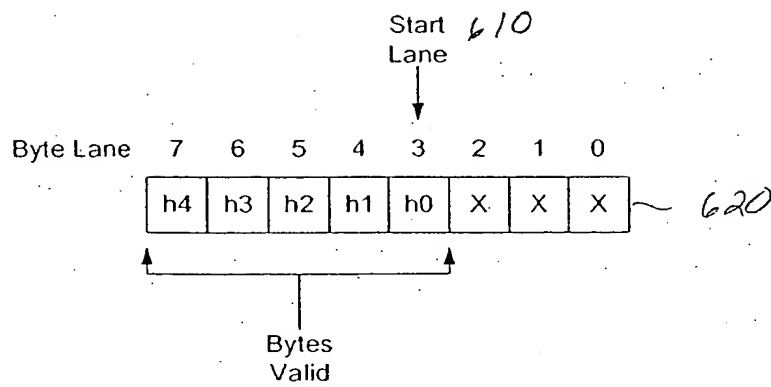 Start 610
Lane
Byte Lane 7 6 5 4 3 2 1 0
h4 h3 h2 h1 h0 X X X 620
Bytes
Valid